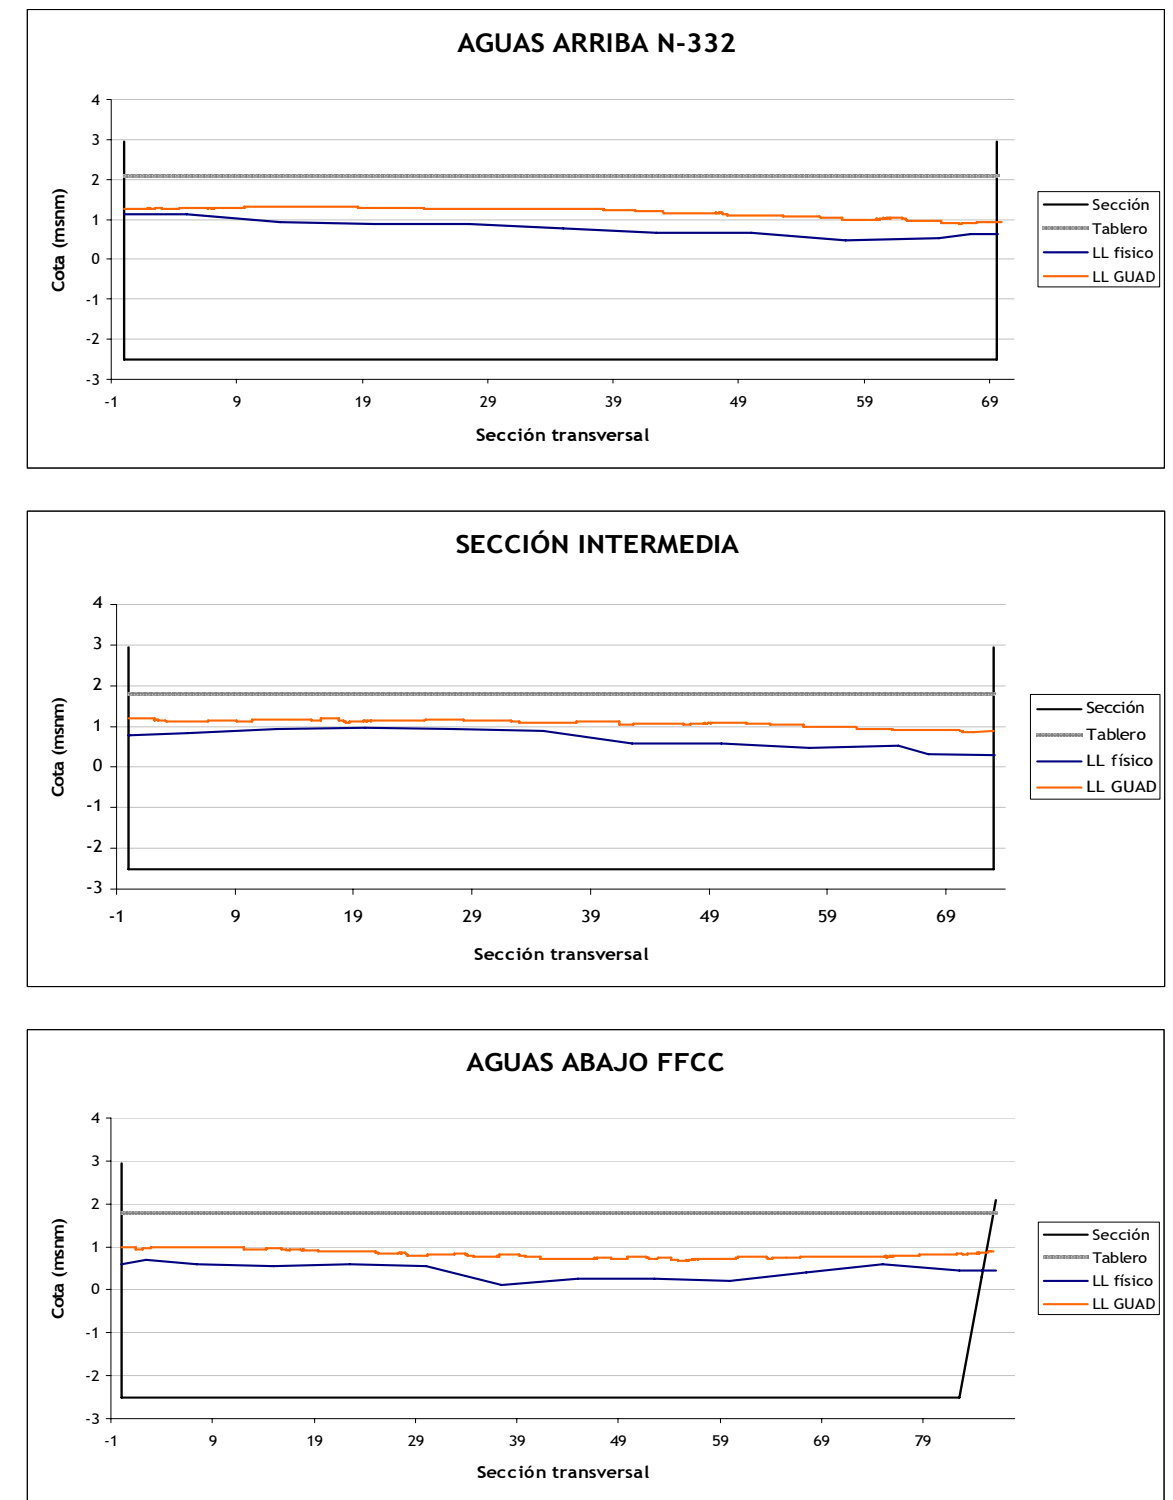 AGUAS ARRIBA N-332
4
3
2
1
0
-1
-2
-3
Cota (msnm)
-1 9 19 29 39 49 59 69
Sección transversal
Sección
Tablero
LL fisico
LL GUAD
SECCIÓN INTERMEDIA
4
3
2
1
0
-1
-2
-3
Cota (msnm)
-1 9 19 29 39 49 59 69
Sección transversal
Sección
Tablero
LL físico
LL GUAD
AGUAS ABAJO FFCC
4
3
2
1
0
-1
-2
-3
Cota (msnm)
-1 9 19 29 39 49 59 69 79
Sección transversal
Sección
Tablero
LL físico
LL GUAD